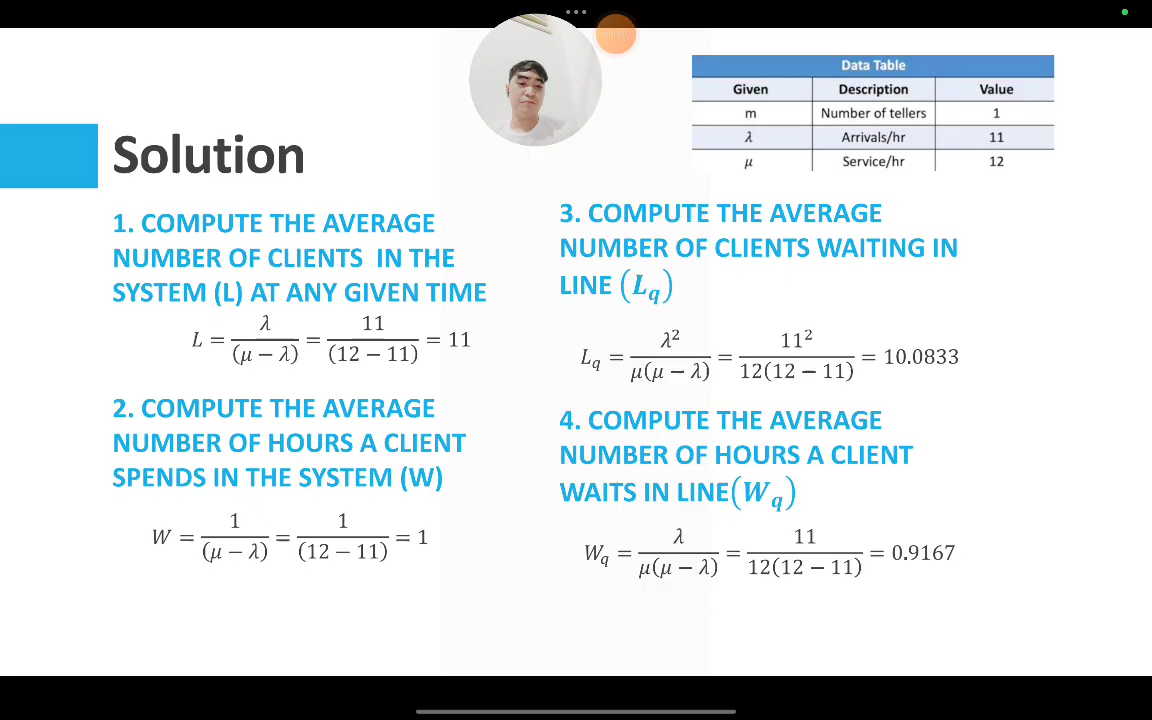 Solution
Data Table
Given Description Value
m Number of tellers 1
λ Arrivals/hr 11
μ Service/hr 12
1. COMPUTE THE AVERAGE
NUMBER OF CLIENTS IN THE
SYSTEM (L) AT ANY GIVEN TIME
L = λ/(μ − λ) = 11/(12 − 11) = 11
2. COMPUTE THE AVERAGE
NUMBER OF HOURS A CLIENT
SPENDS IN THE SYSTEM (W)
W = 1/(μ − λ) = 1/(12 − 11) = 1
3. COMPUTE THE AVERAGE
NUMBER OF CLIENTS WAITING IN
LINE (L_q)
L_q = λ²/μ(μ − λ) = 11²/12(12 − 11) = 10.0833
4. COMPUTE THE AVERAGE
NUMBER OF HOURS A CLIENT
WAITS IN LINE(W_q)
W_q = λ/μ(μ − λ) = 11/12(12 − 11) = 0.9167